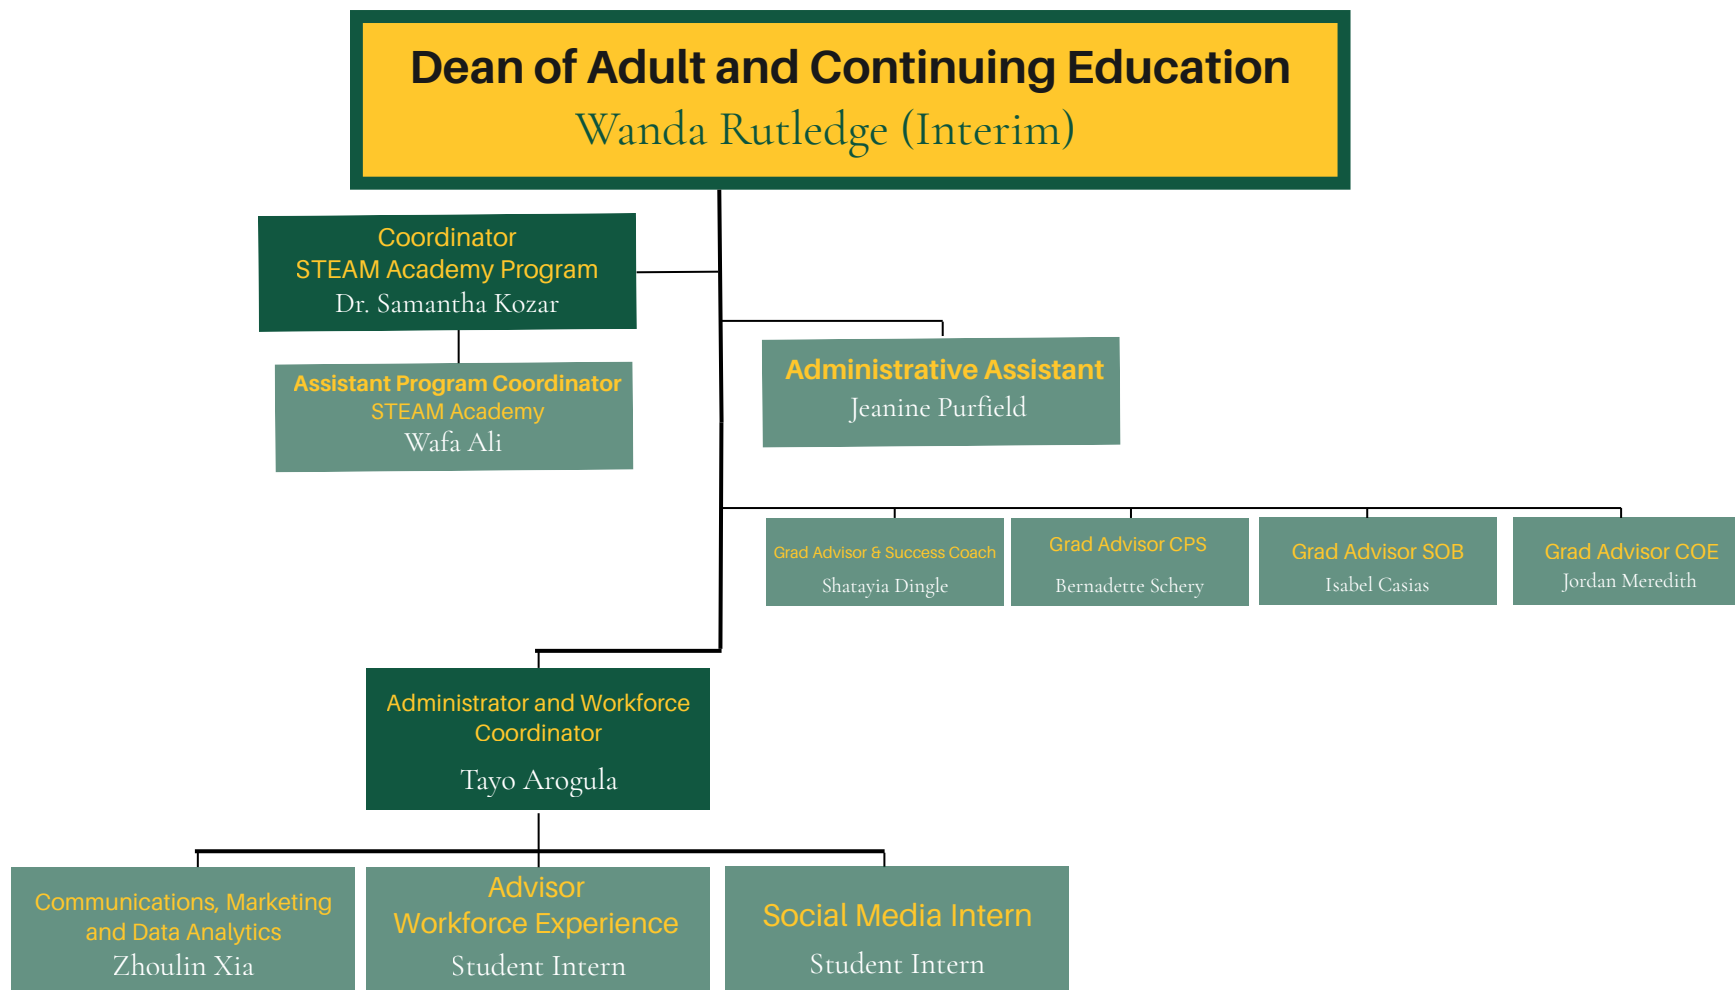 Dean of Adult and Continuing Education
Wanda Rutledge (Interim)
Coordinator
STEAM Academy Program
Dr. Samantha Kozar
Assistant Program Coordinator
STEAM Academy
Wafa Ali
Administrative Assistant
Jeanine Purfield
Grad Advisor & Success Coach
Shatayia Dingle
Grad Advisor CPS
Bernadette Schery
Grad Advisor SOB
Isabel Casias
Grad Advisor COE
Jordan Meredith
Administrator and Workforce
Coordinator
Tayo Arogula
Communications, Marketing
and Data Analytics
Zhoulin Xia
Advisor
Workforce Experience
Student Intern
Social Media Intern
Student Intern